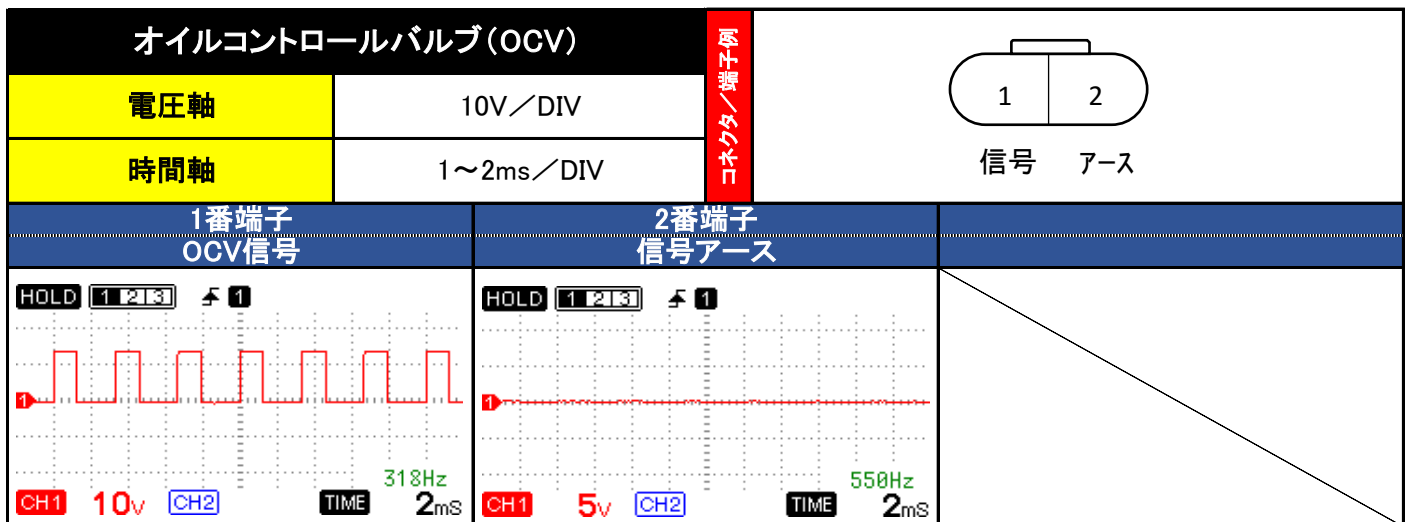 オイルコントロールバルブ(OCV)
電圧軸 10V/DIV
時間軸 1~2ms/DIV
コネクタ/端子例
1 2
信号 アース
1番端子 2番端子
OCV信号 信号アース
HOLD 1 2 3 1
1
318Hz
CH1 10V CH2 TIME 2mS
HOLD 1 2 3 1
1
550Hz
CH1 5V CH2 TIME 2mS